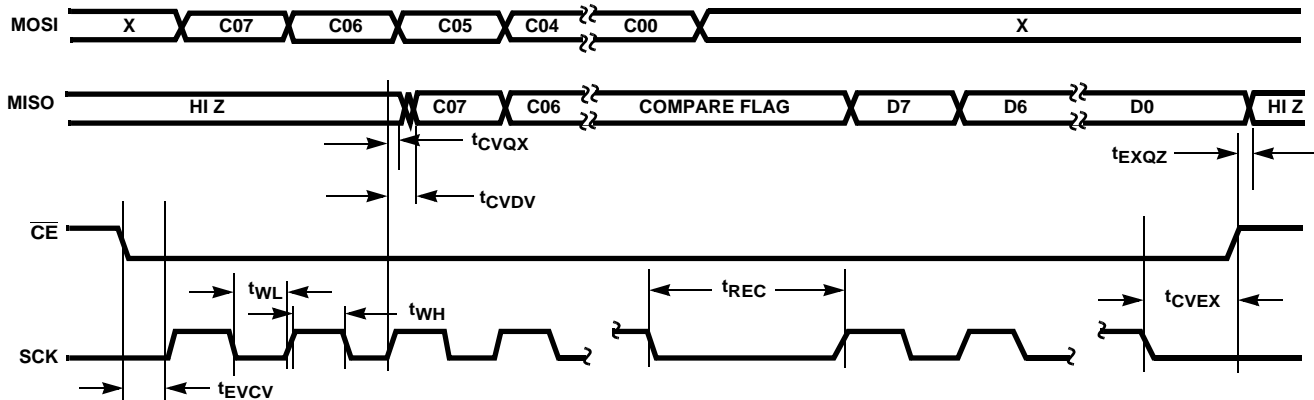 MOSI X C07 C06 C05 C04 C00 X
MISO HI Z C07 C06 COMPARE FLAG D7 D6 D0 HI Z
tCVQX
tEXQZ
tCVDV
CE
tWL
tWH
tREC
tCVEX
SCK
tEVCV